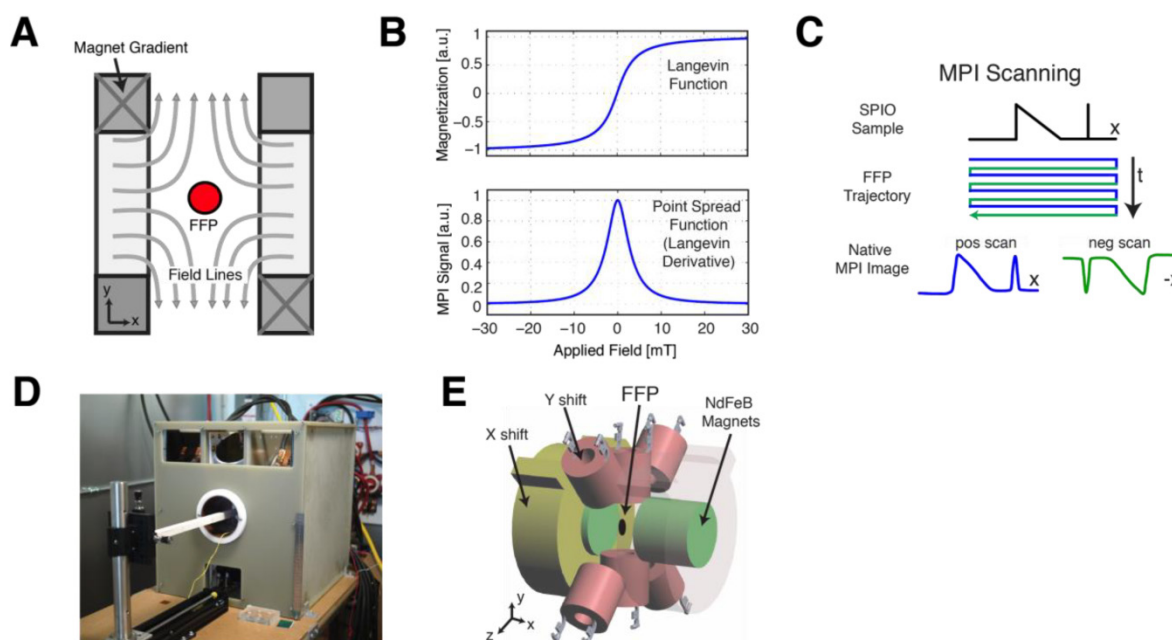 A
Magnet Gradient
FFP
Field Lines
y
x
B
Magnetization [a.u.]
1
0.5
0
−0.5
−1
Langevin
Function
MPI Signal [a.u.]
1
0.8
0.6
0.4
0.2
0
Point Spread
Function
(Langevin
Derivative)
−30 −20 −10 0 10 20 30
Applied Field [mT]
C
MPI Scanning
SPIO
Sample
x
FFP
Trajectory
t
Native
MPI Image
pos scan
x
neg scan
D
E
X shift
Y shift
FFP
NdFeB
Magnets
y
x
z